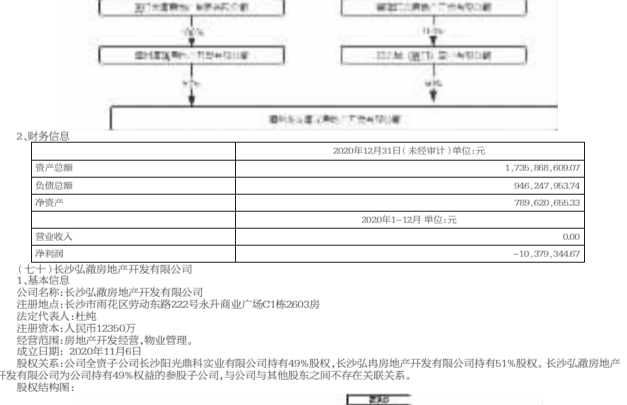 2、财务信息
2020年12月31日(未经审计)单位:元
资产总额 1,735,868,609.07
负债总额 946,247,953.74
净资产 789,620,655.33
2020年1-12月 单位:元
营业收入 0.00
净利润 -10,379,344.67
(七十)长沙弘澂房地产开发有限公司
1、基本信息
公司名称:长沙弘澂房地产开发有限公司
注册地点:长沙市雨花区劳动东路222号永升商业广场C1栋2603房
法定代表人:杜纯
注册资本:人民币12350万
经营范围:房地产开发经营,物业管理。
成立日期: 2020年11月6日
股权关系:公司全资子公司长沙阳光鼎科实业有限公司持有49%股权,长沙弘冉房地产开发有限公司持有51%股权。长沙弘澂房地产
开发有限公司为公司持有49%权益的参股子公司,与公司与其他股东之间不存在关联关系。
股权结构图: